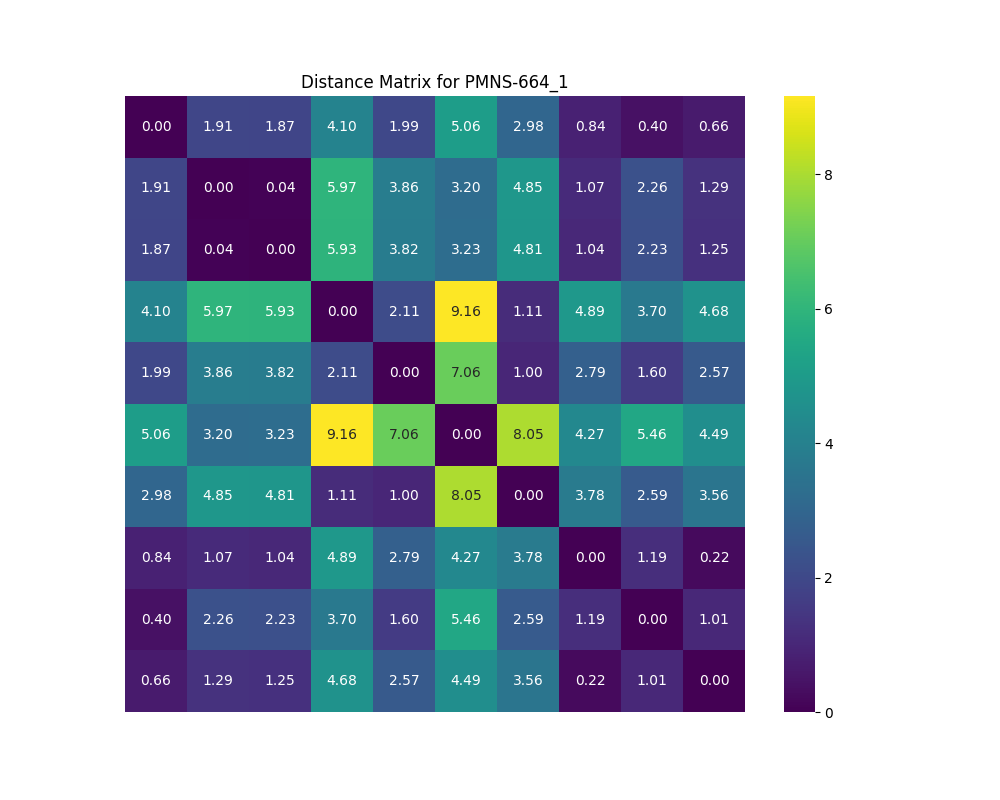 Distance Matrix for PMNS-664_1
0.00 1.91 1.87 4.10 1.99 5.06 2.98 0.84 0.40 0.66
1.91 0.00 0.04 5.97 3.86 3.20 4.85 1.07 2.26 1.29
1.87 0.04 0.00 5.93 3.82 3.23 4.81 1.04 2.23 1.25
4.10 5.97 5.93 0.00 2.11 9.16 1.11 4.89 3.70 4.68
1.99 3.86 3.82 2.11 0.00 7.06 1.00 2.79 1.60 2.57
5.06 3.20 3.23 9.16 7.06 0.00 8.05 4.27 5.46 4.49
2.98 4.85 4.81 1.11 1.00 8.05 0.00 3.78 2.59 3.56
0.84 1.07 1.04 4.89 2.79 4.27 3.78 0.00 1.19 0.22
0.40 2.26 2.23 3.70 1.60 5.46 2.59 1.19 0.00 1.01
0.66 1.29 1.25 4.68 2.57 4.49 3.56 0.22 1.01 0.00
8
6
4
2
0